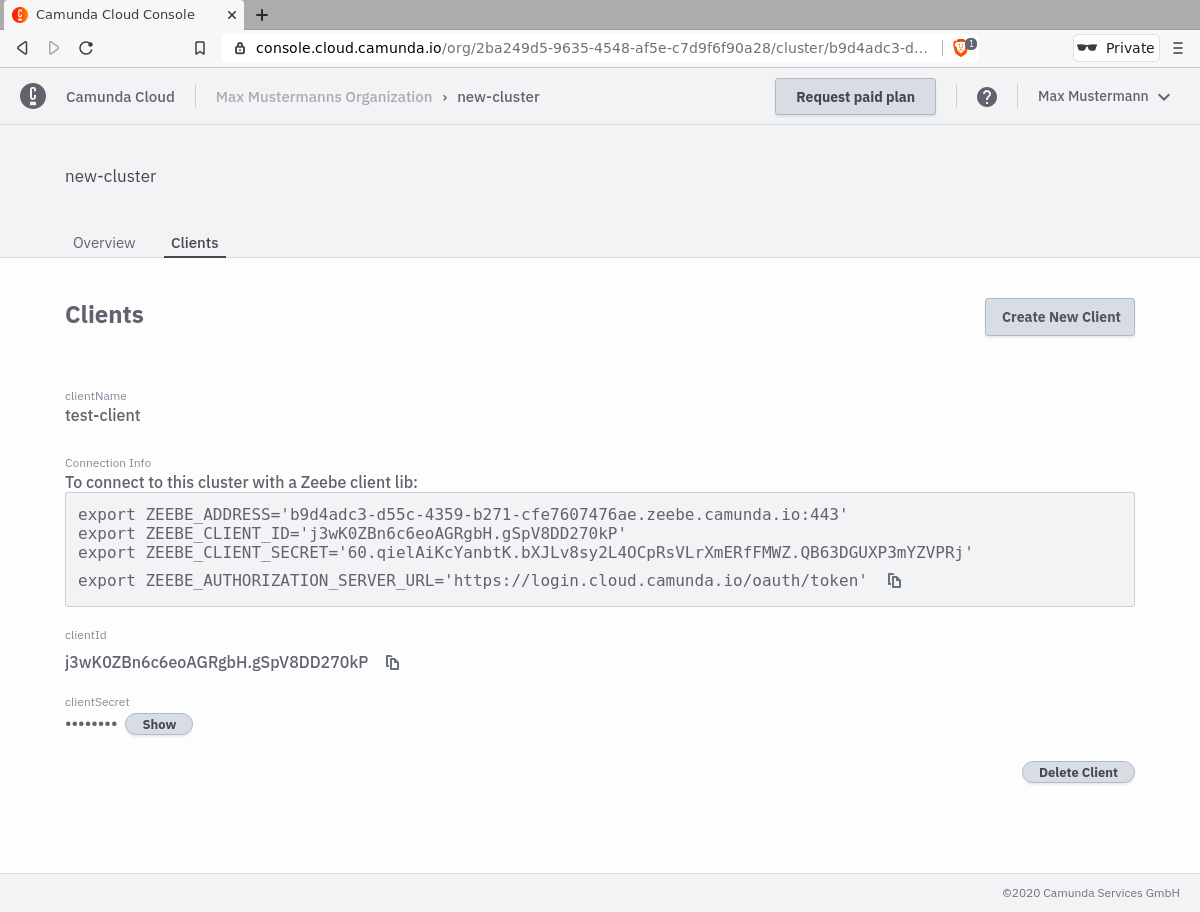 Camunda Cloud Console
console.cloud.camunda.io/org/2ba249d5-9635-4548-af5e-c7d9f6f90a28/cluster/b9d4adc3-d...
1
Private
Camunda Cloud
Max Mustermanns Organization › new-cluster
Request paid plan
?
Max Mustermann
new-cluster
Overview
Clients
Clients
Create New Client
clientName
test-client
Connection Info
To connect to this cluster with a Zeebe client lib:
export ZEEBE_ADDRESS='b9d4adc3-d55c-4359-b271-cfe7607476ae.zeebe.camunda.io:443'
export ZEEBE_CLIENT_ID='j3wK0ZBn6c6eoAGRgbH.gSpV8DD270kP'
export ZEEBE_CLIENT_SECRET='60.qielAiKcYanbtK.bXJLv8sy2L4OCpRsVLrXmERfFMWZ.QB63DGUXP3mYZVPRj'
export ZEEBE_AUTHORIZATION_SERVER_URL='https://login.cloud.camunda.io/oauth/token'
clientId
j3wK0ZBn6c6eoAGRgbH.gSpV8DD270kP
clientSecret
•••••••• Show
Delete Client
©2020 Camunda Services GmbH